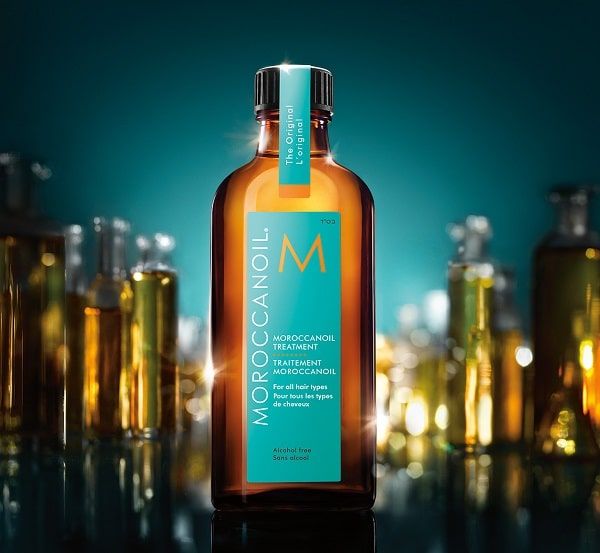 The Original
L'original
בס"ד
M
MOROCCANOIL®
MOROCCANOIL
TREATMENT
TRAITEMENT
MOROCCANOIL
For all hair types
Pour tous les types
de cheveux
Alcohol free
Sans alcool